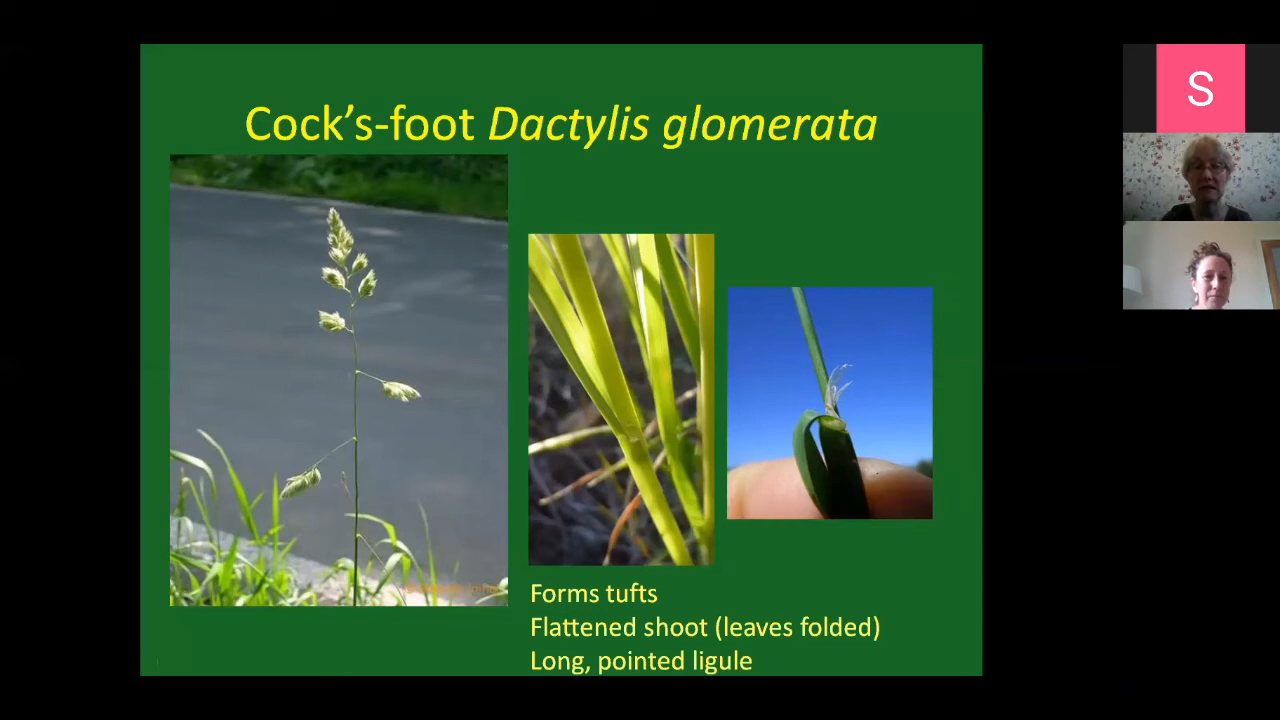 Cock’s-foot Dactylis glomerata
S
Forms tufts
Flattened shoot (leaves folded)
Long, pointed ligule